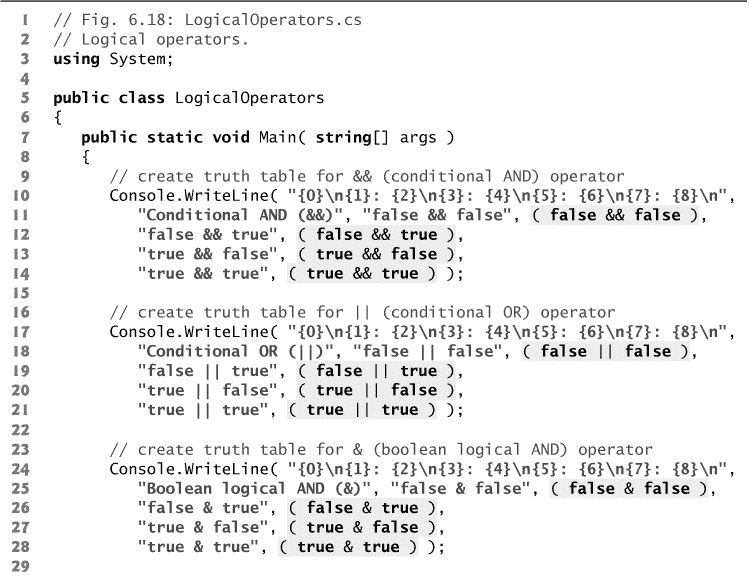 1 // Fig. 6.18: LogicalOperators.cs
2 // Logical operators.
3 using System;
4
5 public class LogicalOperators
6 {
7 public static void Main( string[] args )
8 {
9 // create truth table for && (conditional AND) operator
10 Console.WriteLine( "{0}\n{1}: {2}\n{3}: {4}\n{5}: {6}\n{7}: {8}\n",
11 "Conditional AND (&&)", "false && false", ( false && false ),
12 "false && true", ( false && true ),
13 "true && false", ( true && false ),
14 "true && true", ( true && true ) );
15
16 // create truth table for || (conditional OR) operator
17 Console.WriteLine( "{0}\n{1}: {2}\n{3}: {4}\n{5}: {6}\n{7}: {8}\n",
18 "Conditional OR (||)", "false || false", ( false || false ),
19 "false || true", ( false || true ),
20 "true || false", ( true || false ),
21 "true || true", ( true || true ) );
22
23 // create truth table for & (boolean logical AND) operator
24 Console.WriteLine( "{0}\n{1}: {2}\n{3}: {4}\n{5}: {6}\n{7}: {8}\n",
25 "Boolean logical AND (&)", "false & false", ( false & false ),
26 "false & true", ( false & true ),
27 "true & false", ( true & false ),
28 "true & true", ( true & true ) );
29